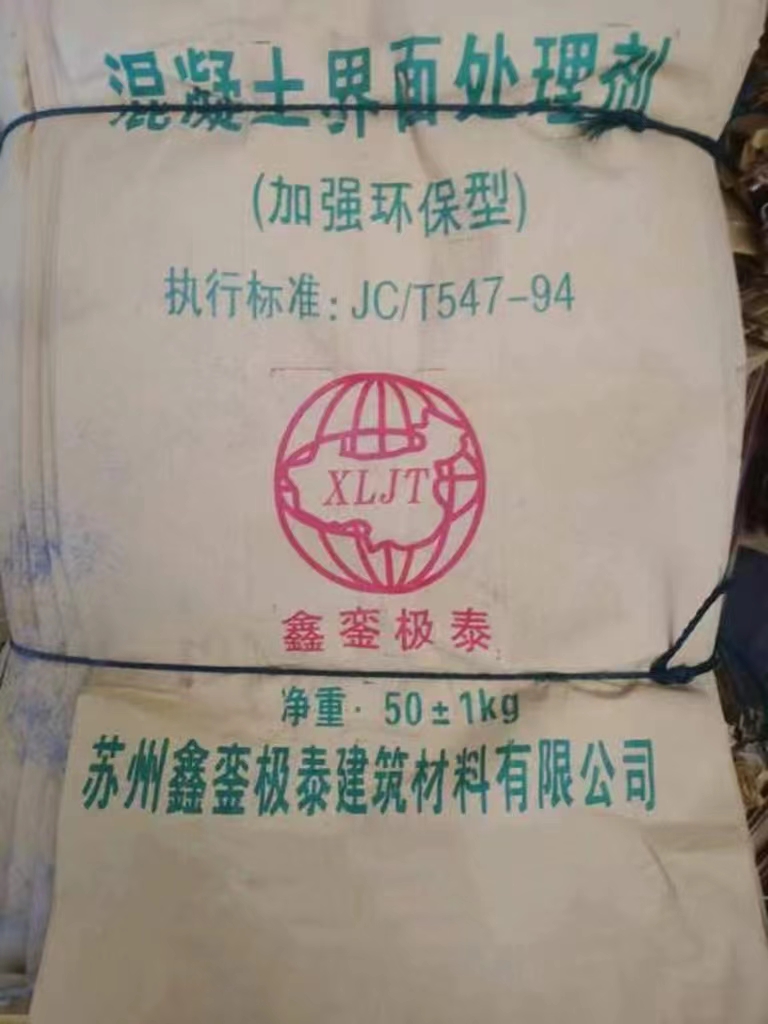 混凝土界面处理剂
(加强环保型)
执行标准: JC/T547-94
XLJT
鑫銮极泰
净重· 50±1kg
苏州鑫銮极泰建筑材料有限公司